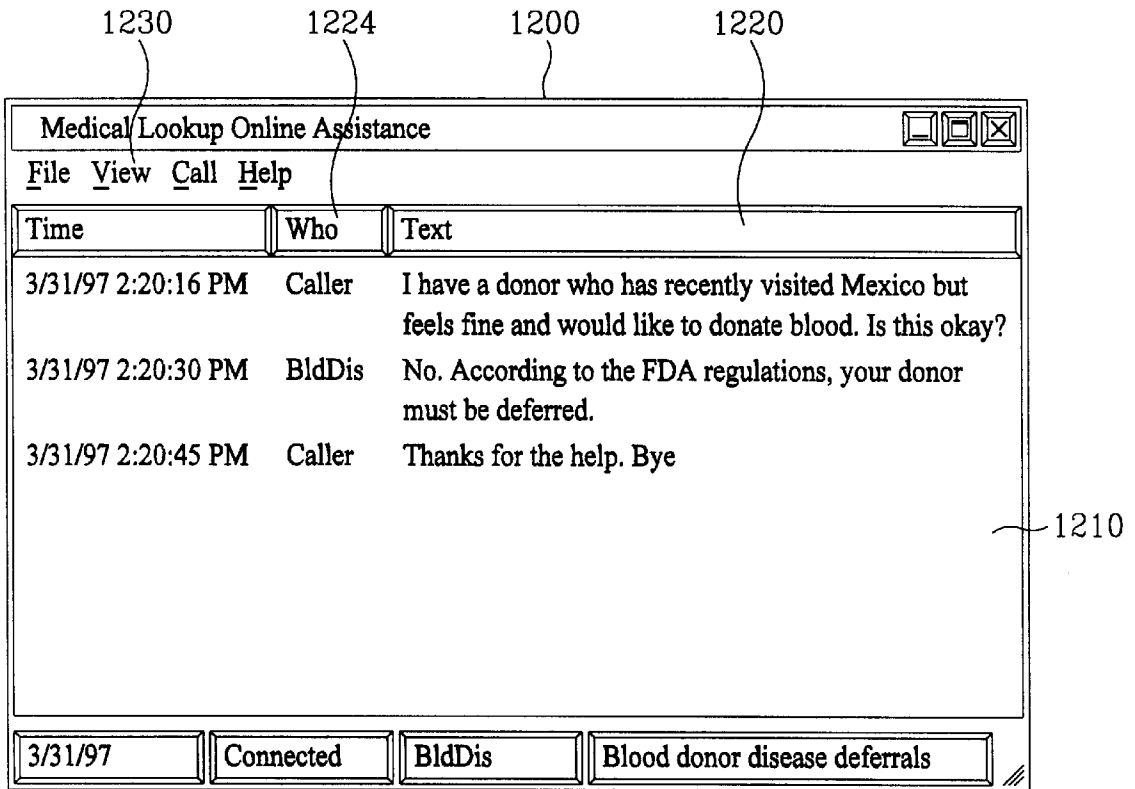 1230 1224 1200 1220
Medical Lookup Online Assistance
File View Call Help
Time Who Text
3/31/97 2:20:16 PM Caller I have a donor who has recently visited Mexico but
feels fine and would like to donate blood. Is this okay?
3/31/97 2:20:30 PM BldDis No. According to the FDA regulations, your donor
must be deferred.
3/31/97 2:20:45 PM Caller Thanks for the help. Bye
1210
3/31/97 Connected BldDis Blood donor disease deferrals